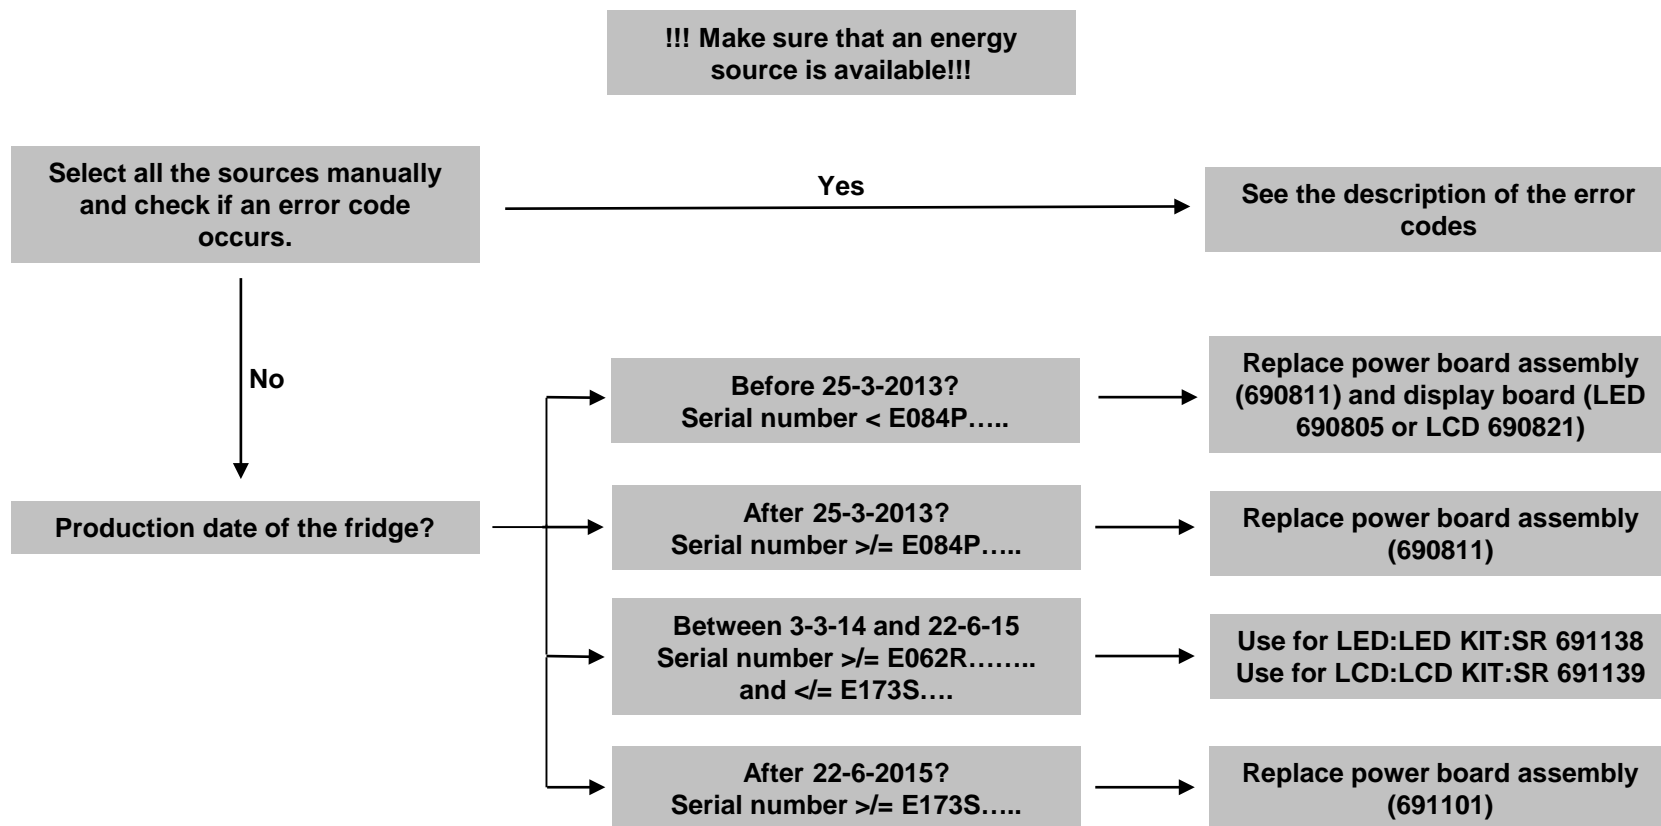 !!! Make sure that an energy
source is available!!!
Select all the sources manually
and check if an error code
occurs.
Yes
See the description of the error
codes
No
Before 25-3-2013?
Serial number < E084P…..
Replace power board assembly
(690811) and display board (LED
690805 or LCD 690821)
Production date of the fridge?
After 25-3-2013?
Serial number >/= E084P…..
Replace power board assembly
(690811)
Between 3-3-14 and 22-6-15
Serial number >/= E062R……..
and </= E173S….
Use for LED:LED KIT:SR 691138
Use for LCD:LCD KIT:SR 691139
After 22-6-2015?
Serial number >/= E173S…..
Replace power board assembly
(691101)